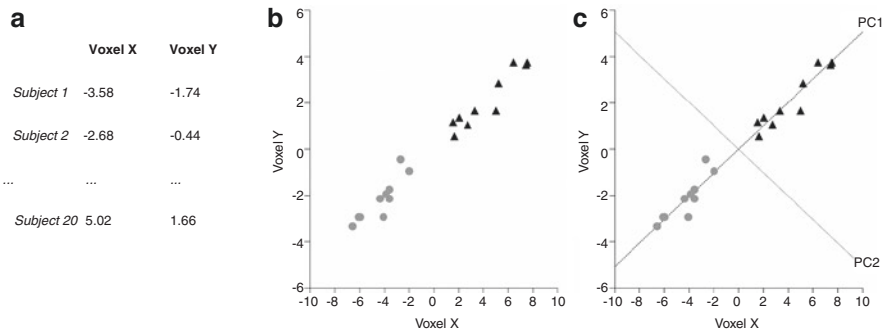 a
Voxel X Voxel Y
Subject 1 -3.58 -1.74
Subject 2 -2.68 -0.44
... ... ...
Subject 20 5.02 1.66
b
6
4
2
0
-2
-4
-6
Voxel Y
-10 -8 -6 -4 -2 0 2 4 6 8 10
Voxel X
c
6
4
2
0
-2
-4
-6
Voxel Y
PC1
PC2
-10 -8 -6 -4 -2 0 2 4 6 8 10
Voxel X